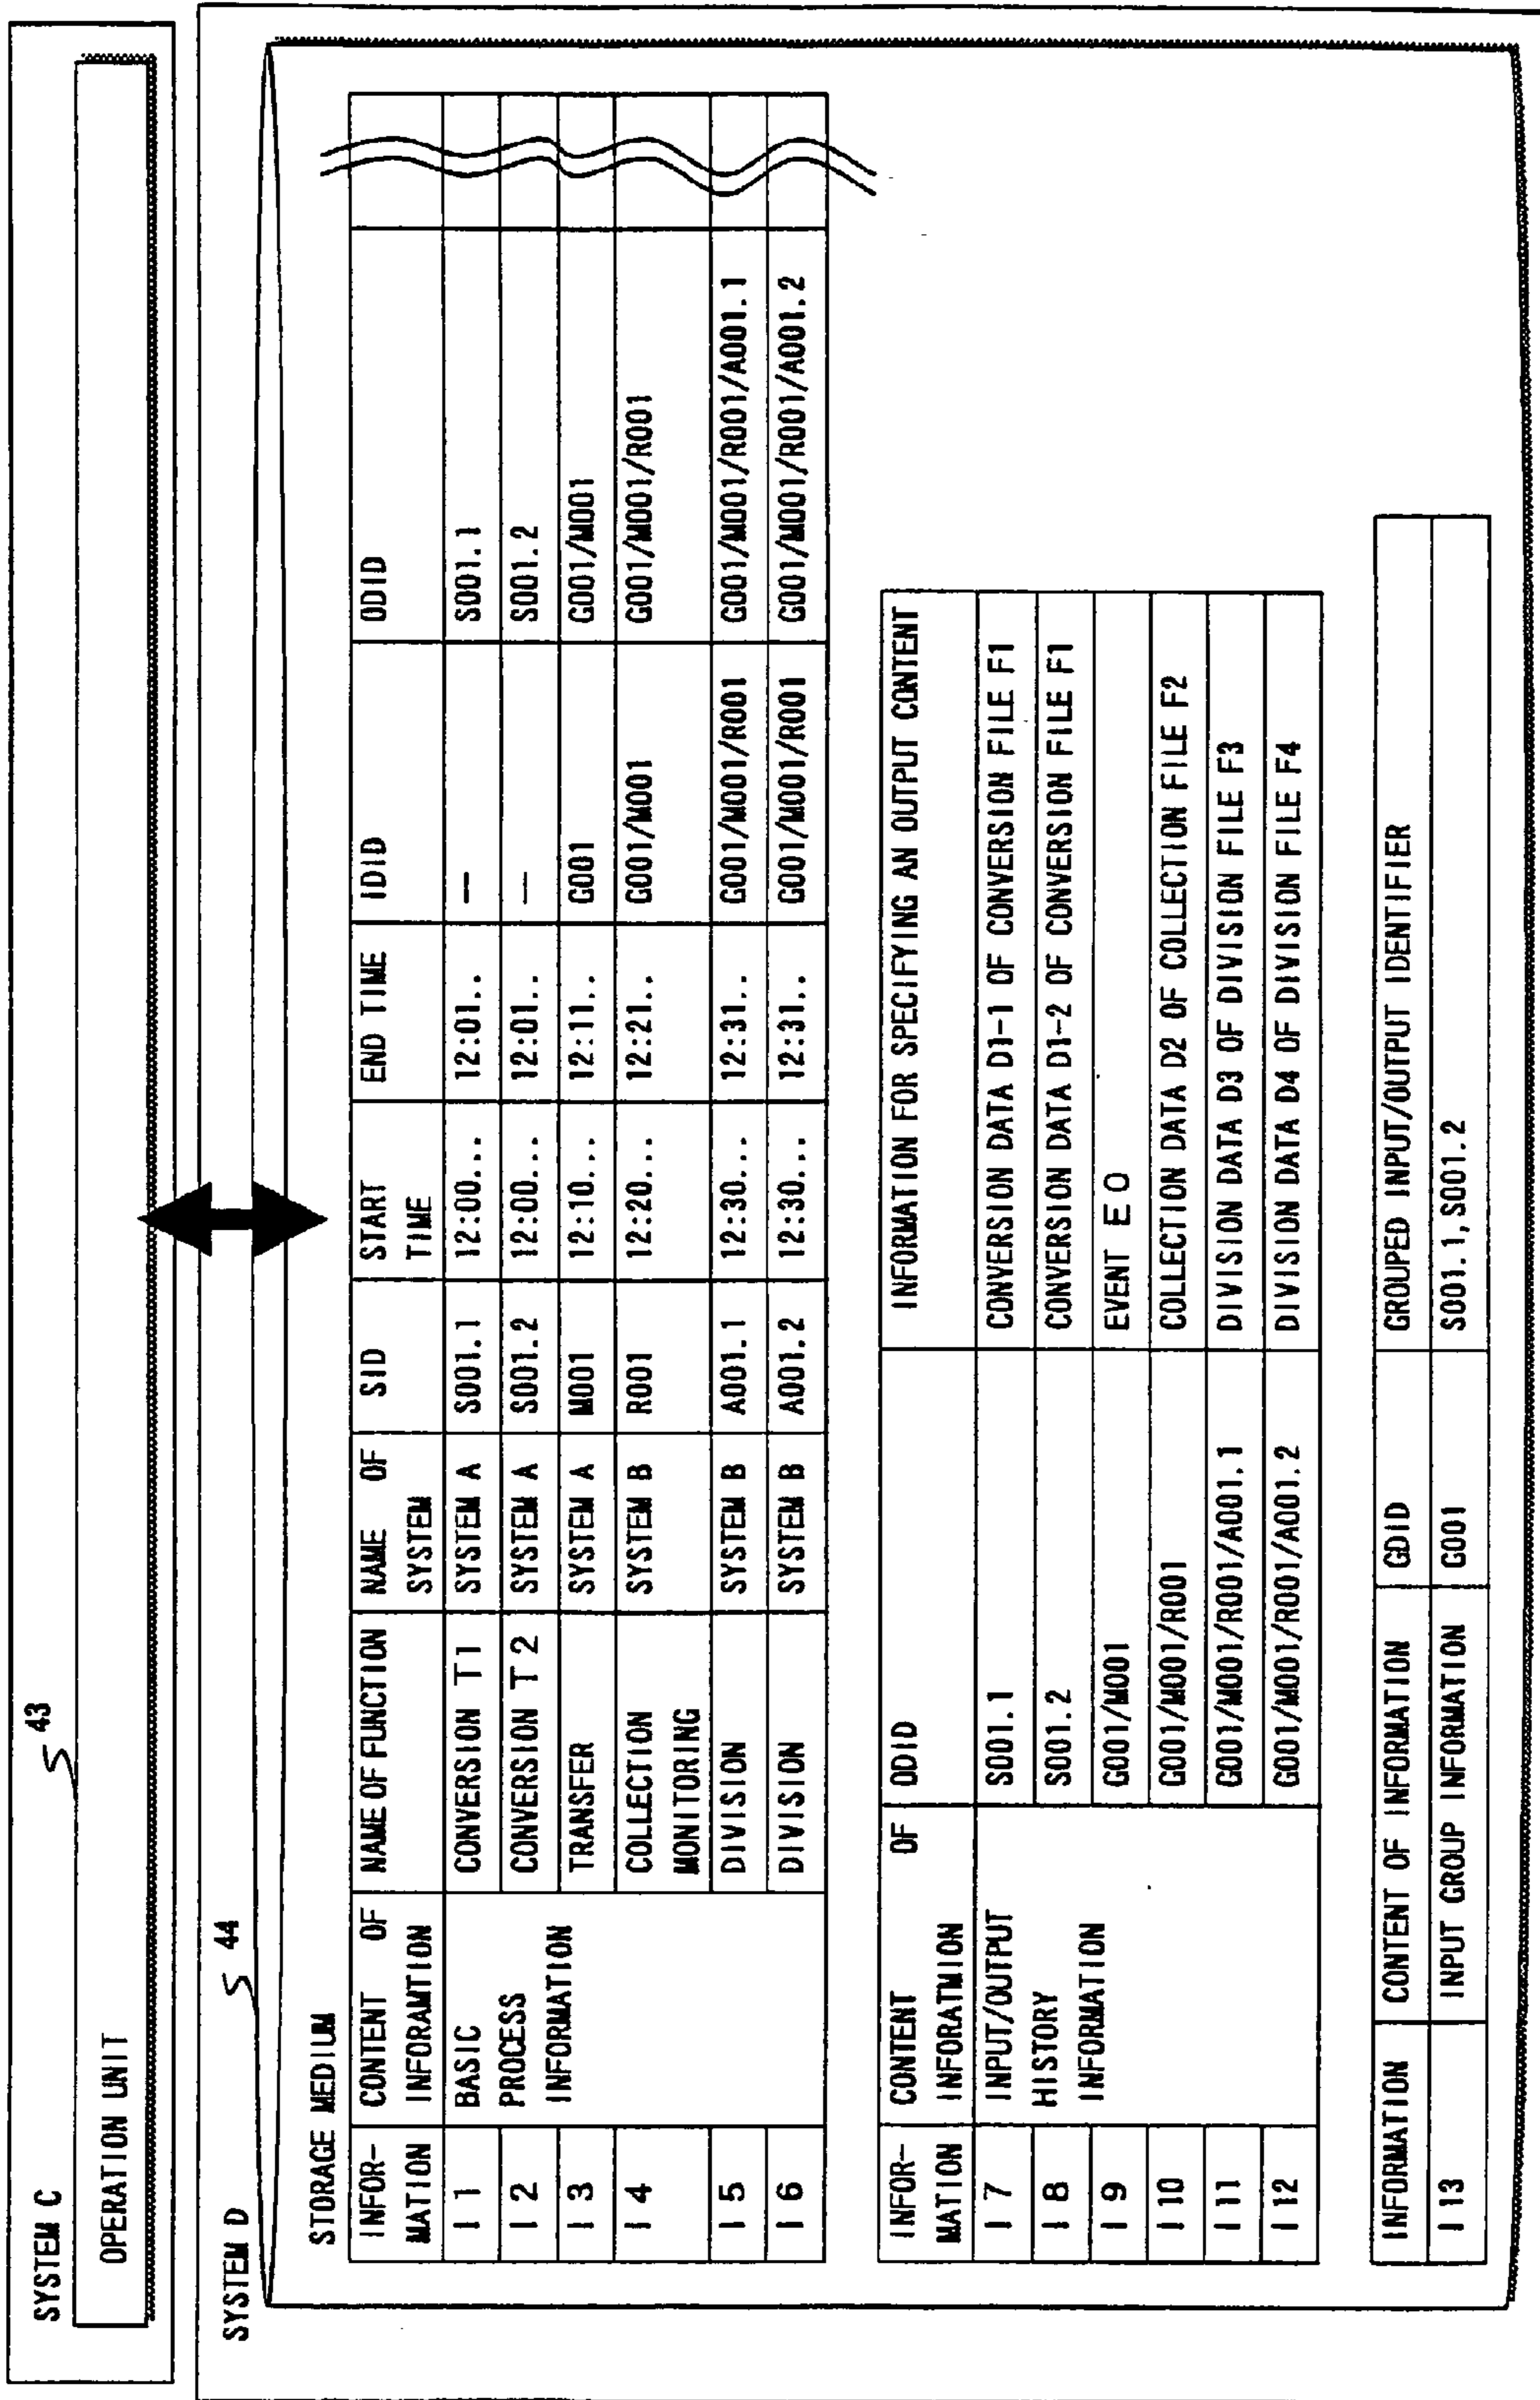 SYSTEM C
43
OPERATION UNIT
SYSTEM D
44
STORAGE MEDIUM
INFOR-MATION | CONTENT OF INFORAMTION | NAME OF FUNCTION | NAME OF SYSTEM | SID | START TIME | END TIME | IDID | ODID
I 1 | BASIC PROCESS INFORMATION | CONVERSION T1 | SYSTEM A | S001.1 | 12:00... | 12:01.. | — | S001.1
I 2 | CONVERSION T2 | SYSTEM A | S001.2 | 12:00... | 12:01.. | — | S001.2
I 3 | TRANSFER | SYSTEM A | M001 | 12:10... | 12:11.. | G001 | G001/M001
I 4 | COLLECTION MONITORING | SYSTEM B | R001 | 12:20... | 12:21.. | G001/M001 | G001/M001/R001
I 5 | DIVISION | SYSTEM B | A001.1 | 12:30... | 12:31.. | G001/M001/R001 | G001/M001/R001/A001.1
I 6 | DIVISION | SYSTEM B | A001.2 | 12:30... | 12:31.. | G001/M001/R001 | G001/M001/R001/A001.2
INFOR-MATION | CONTENT OF INFORATMION | ODID | INFORMATION FOR SPECIFYING AN OUTPUT CONTENT
I 7 | INPUT/OUTPUT HISTORY INFORMATION | S001.1 | CONVERSION DATA D1-1 OF CONVERSION FILE F1
I 8 | S001.2 | CONVERSION DATA D1-2 OF CONVERSION FILE F1
I 9 | G001/M001 | EVENT E0
I 10 | G001/M001/R001 | COLLECTION DATA D2 OF COLLECTION FILE F2
I 11 | G001/M001/R001/A001.1 | DIVISION DATA D3 OF DIVISION FILE F3
I 12 | G001/M001/R001/A001.2 | DIVISION DATA D4 OF DIVISION FILE F4
INFORMATION | CONTENT OF INFORMATION | GDID | GROUPED INPUT/OUTPUT IDENTIFIER
I 13 | INPUT GROUP INFORMATION | G001 | S001.1,S001.2